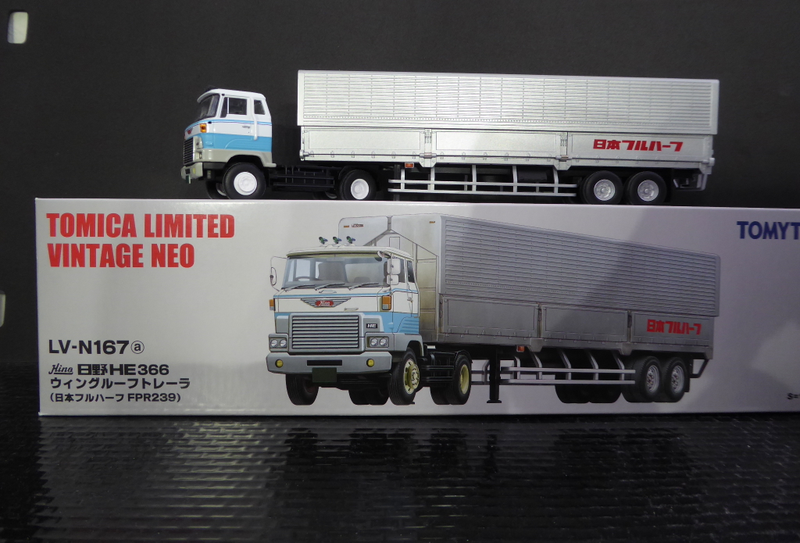 日本フルハーフ
TOMICA LIMITED
VINTAGE NEO
TOMYT
LV-N167ⓐ
Hino 日野HE366
ウィングルーフトレーラ
(日本フルハーフ FPR239)
Hino
日本フルハーフ